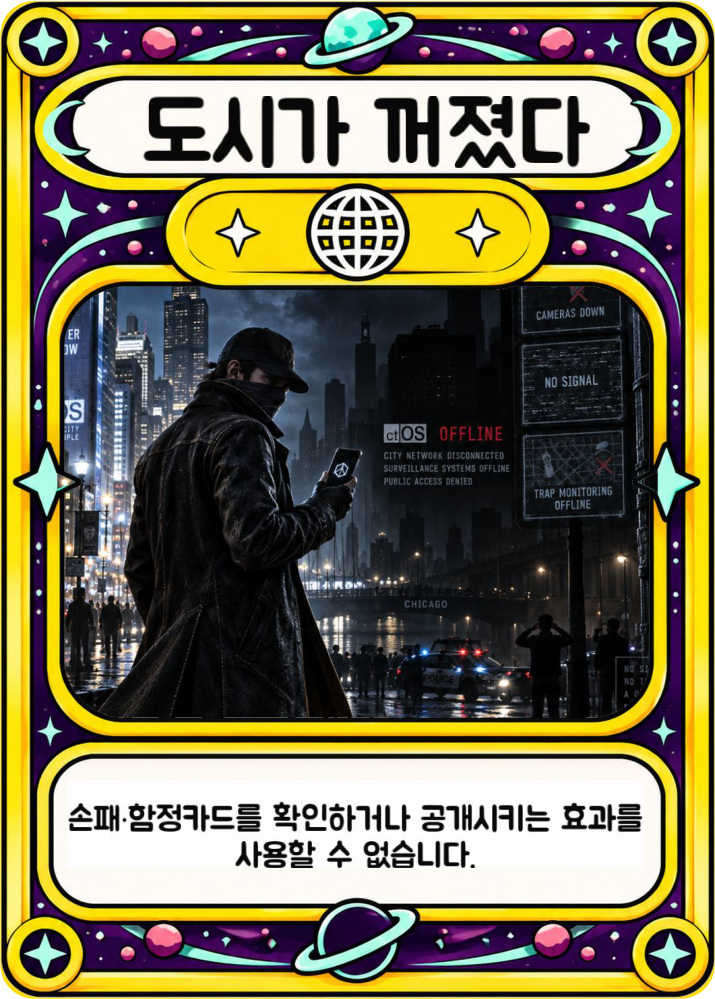 도시가 꺼졌다
CAMERAS DOWN
NO SIGNAL
ctOS OFFLINE
CITY NETWORK DISCONNECTED
SURVEILLANCE SYSTEMS OFFLINE
PUBLIC ACCESS DENIED
TRAP MONITORING
OFFLINE
CHICAGO
POLICE
손패·함정카드를 확인하거나 공개시키는 효과를
사용할 수 없습니다.